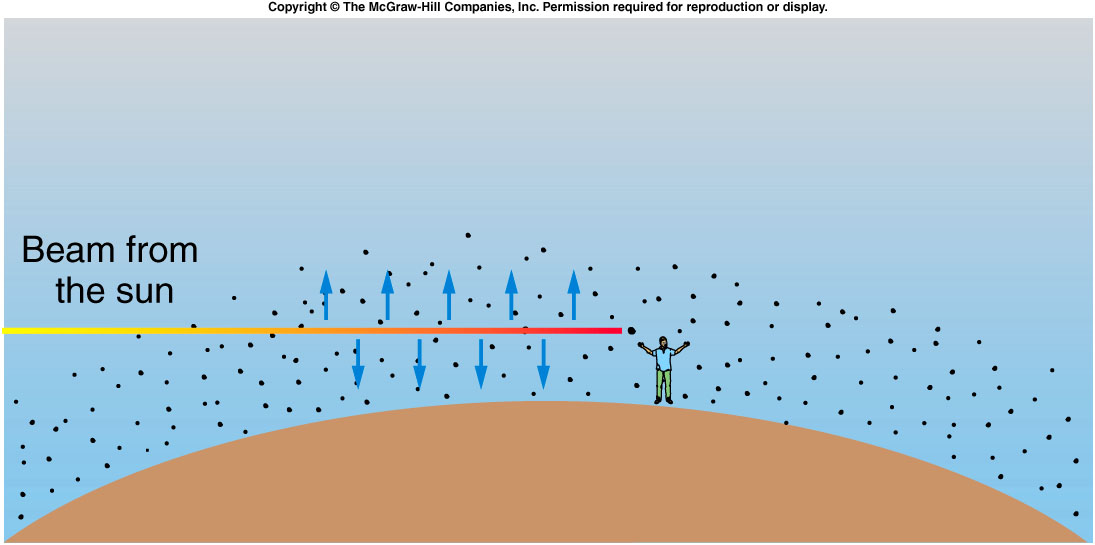 Copyright © The McGraw-Hill Companies, Inc. Permission required for reproduction or display.
Beam from
the sun